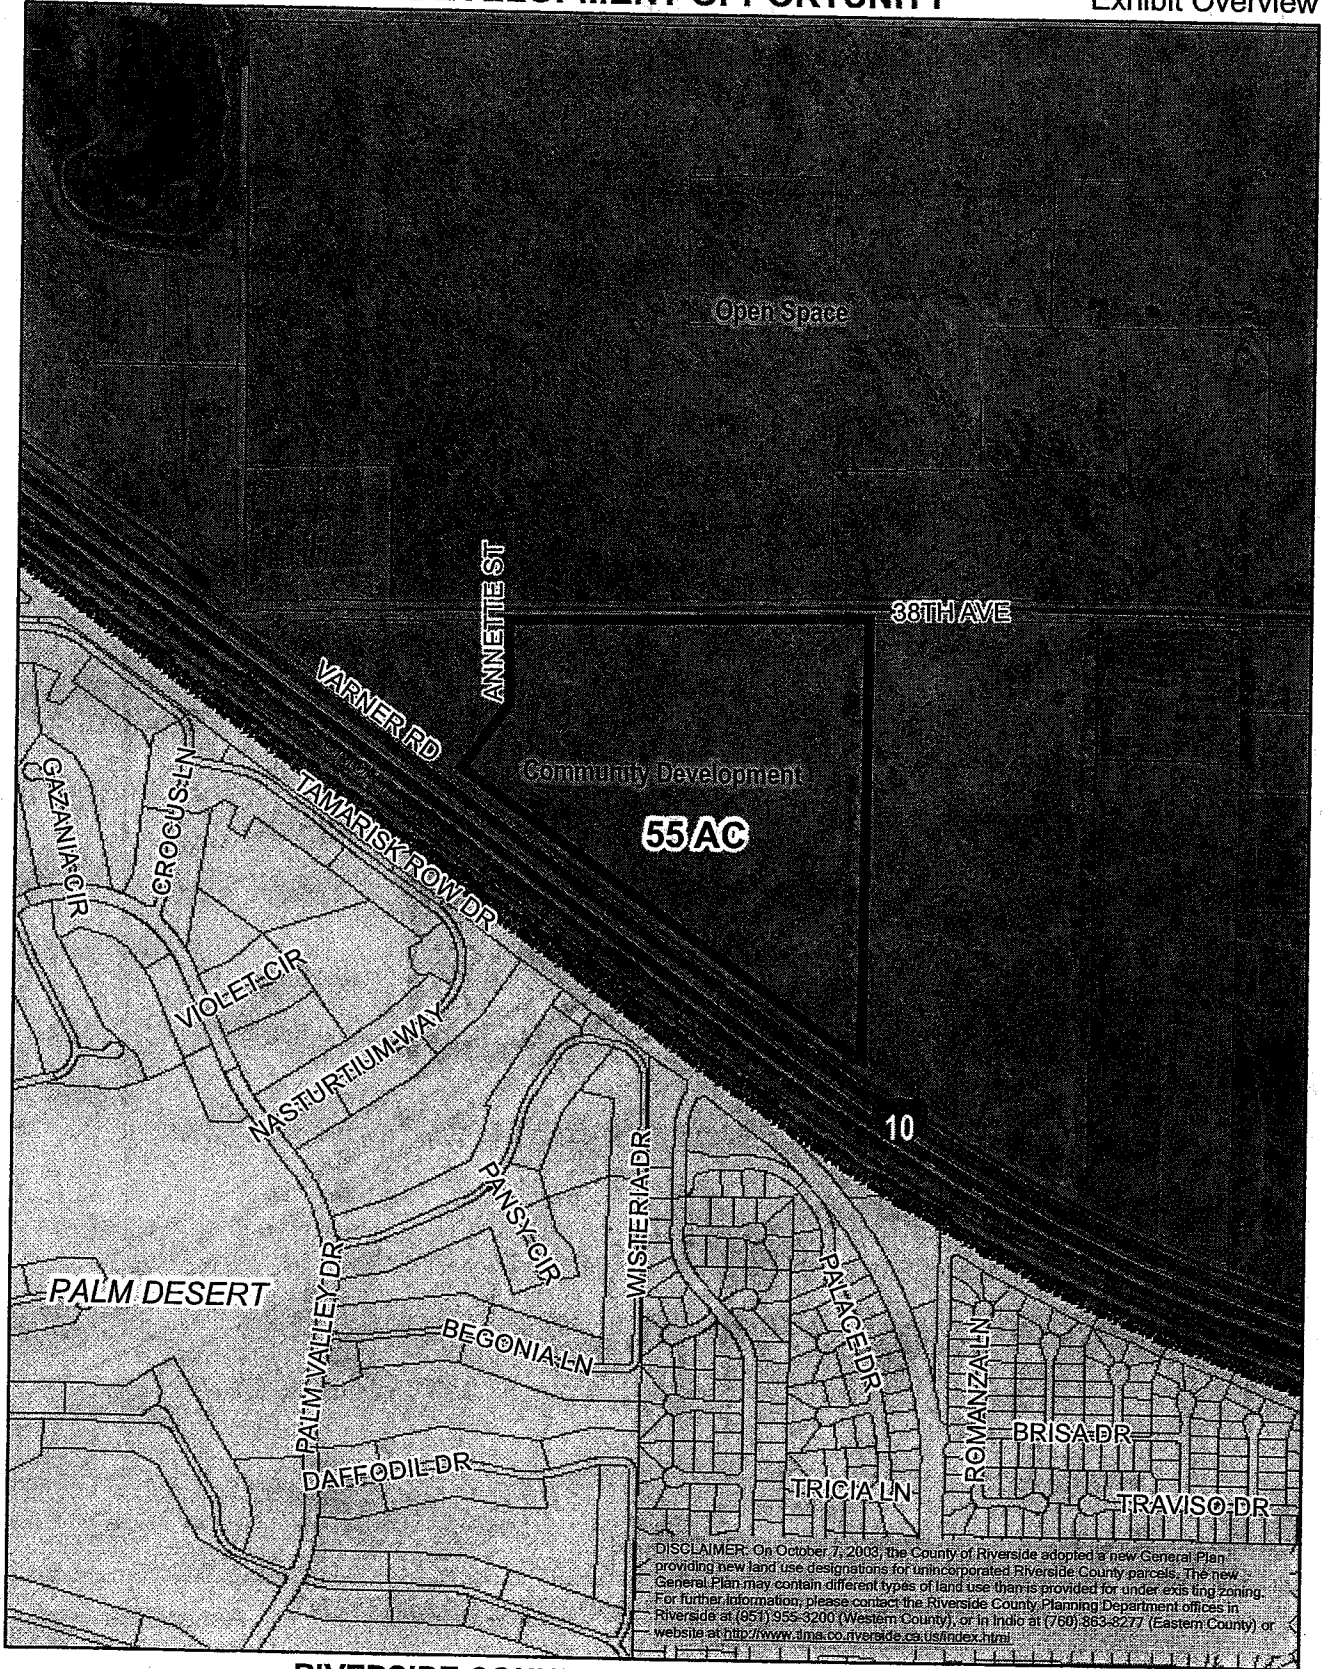 OPPORTUNITY
Exhibit Overview
Open Space
ANNETTE ST
38TH AVE
VARNER RD
Community Development
55 AC
TAMARISK ROW DR
GAZANIA CIR
CROCUS LN
VIOLET CIR
NASTURTIUM WAY
10
PANSY CIR
WISTERIA DR
PALM DESERT
PALM VALLEY DR
PALACE DR
BEGONIA LN
ROMANZA LN
BRISA DR
DAFFODIL DR
TRICIA LN
TRAVISO DR
DISCLAIMER: On October 7, 2003, the County of Riverside adopted a new General Plan
providing new land use designations for unincorporated Riverside County parcels. The new
General Plan may contain different types of land use than is provided for under existing zoning.
For further information, please contact the Riverside County Planning Department offices in
Riverside at (951) 955-3200 (Western County), or in Indio at (760) 863-8277 (Eastern County) or
website at http://www.tlma.co.riverside.ca.us/index.html
RIVERSIDE